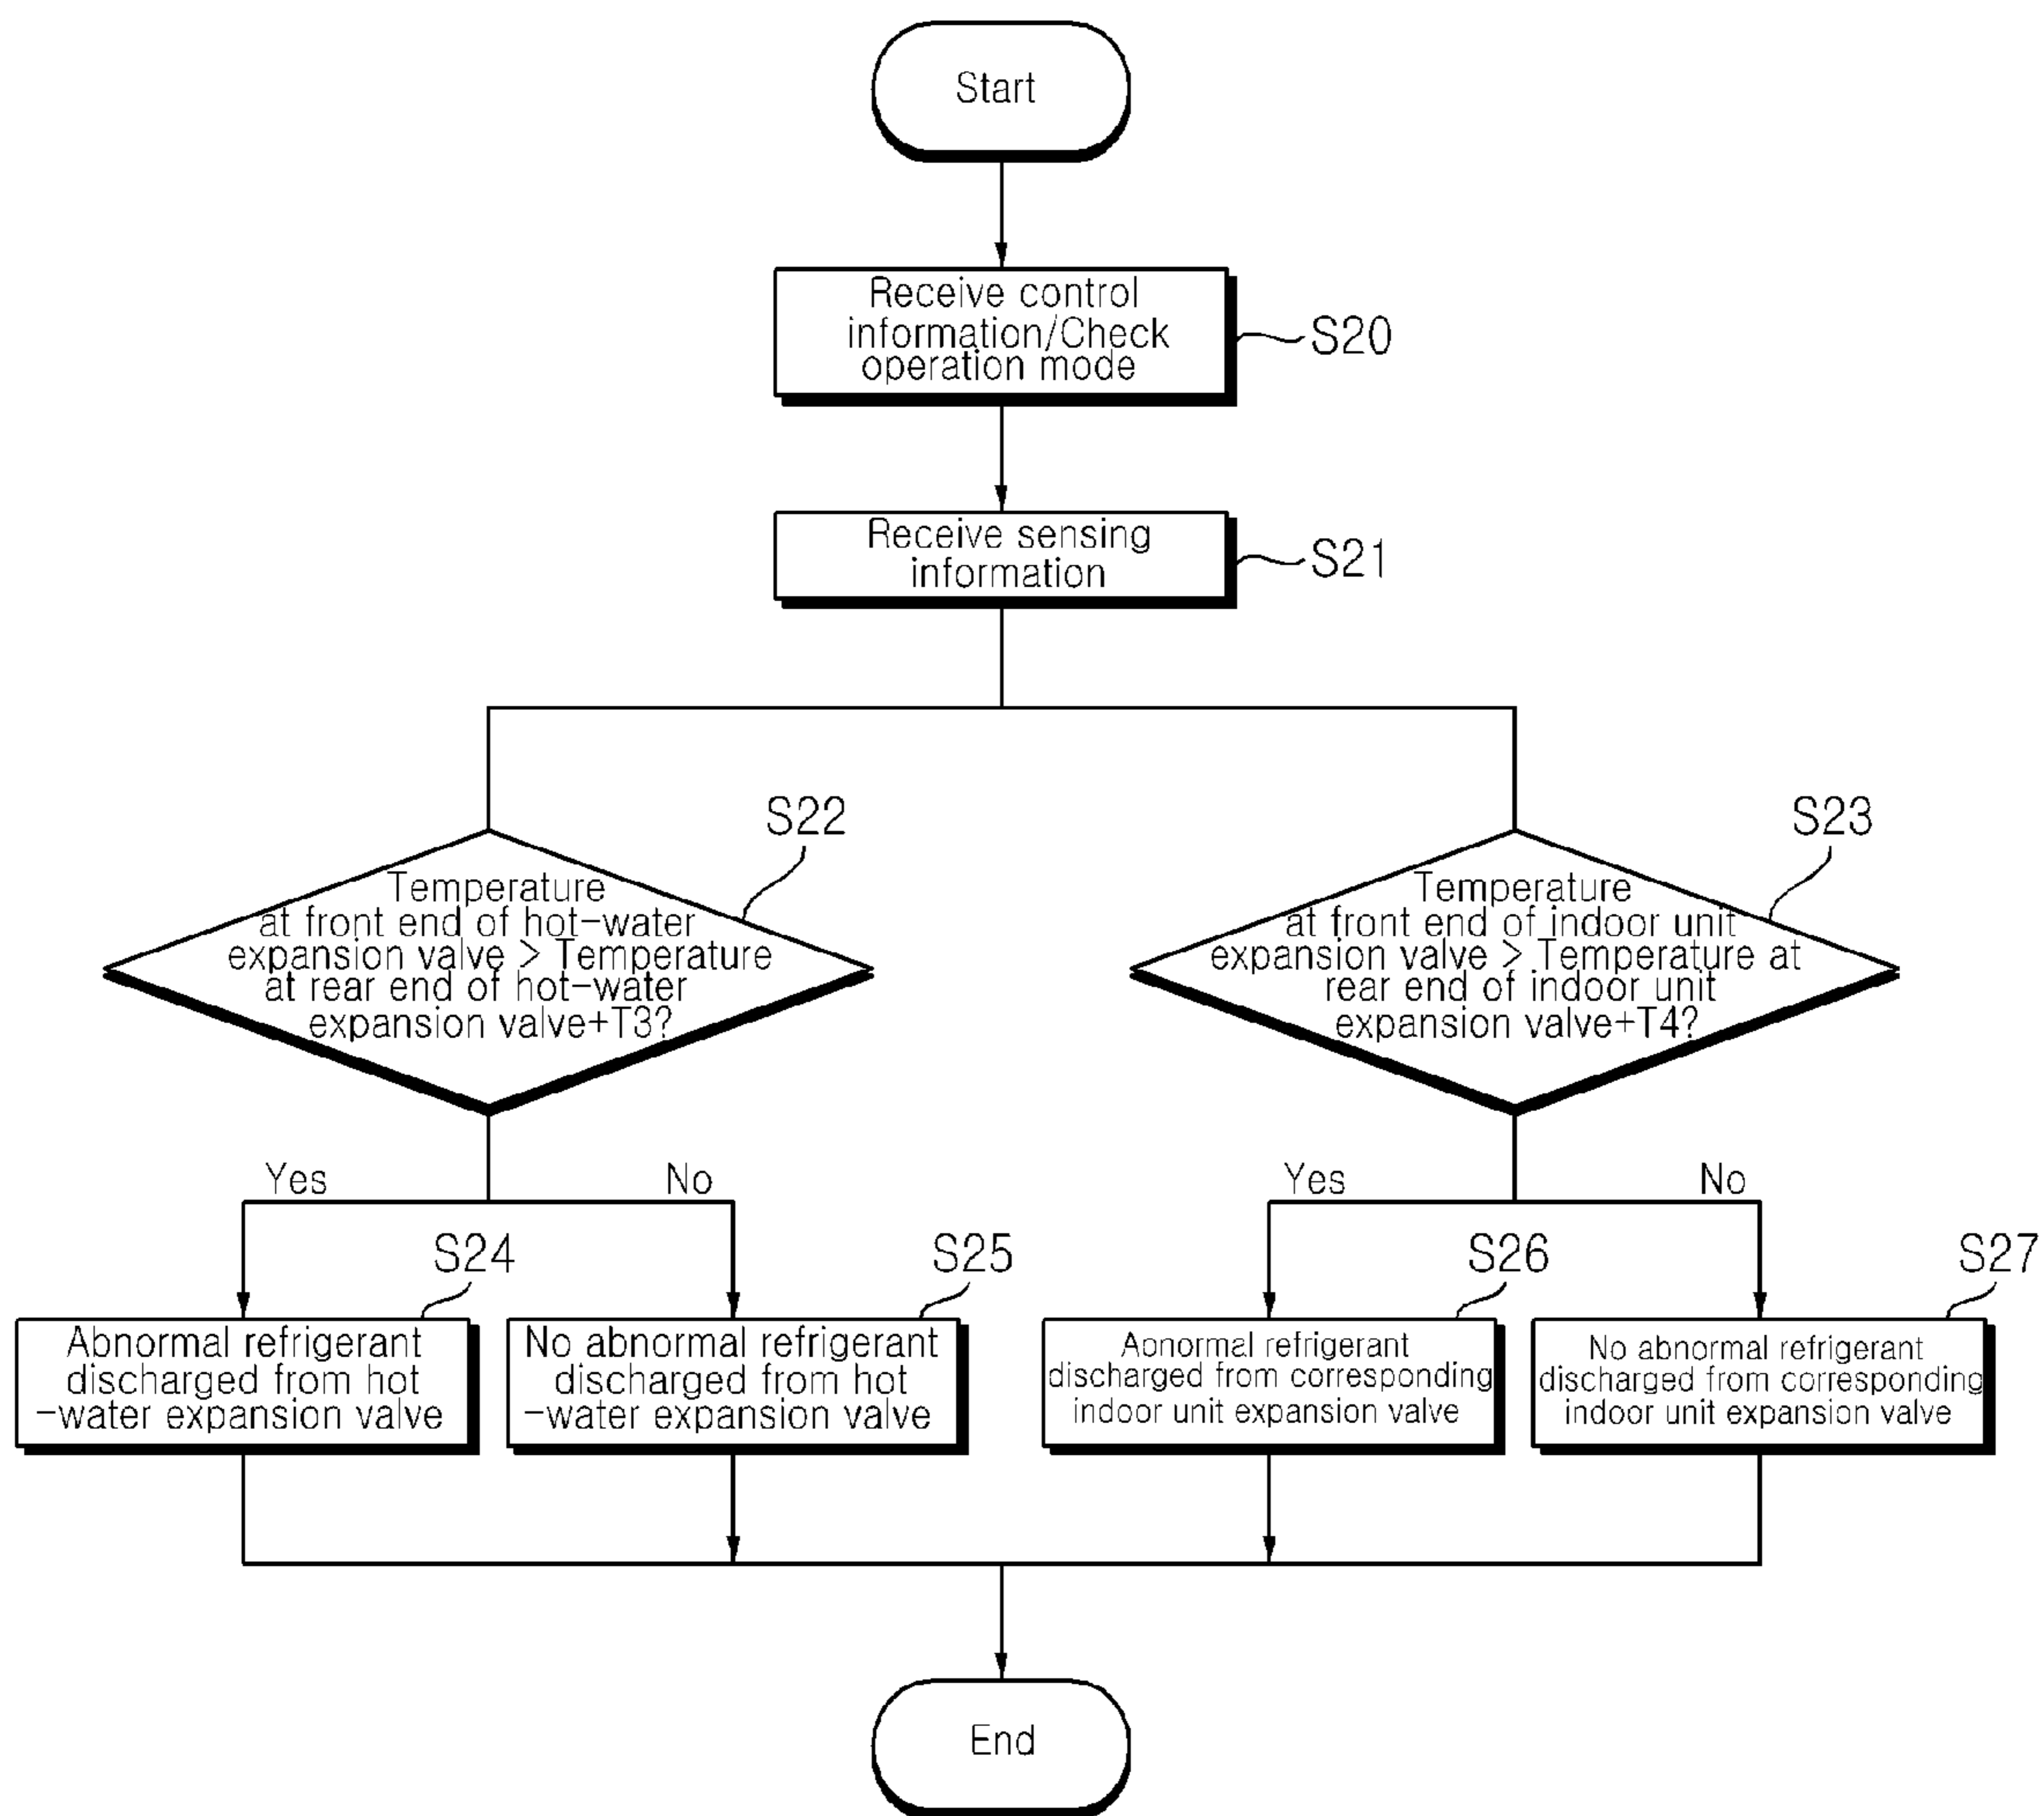 Start
Receive control
information/Check
operation mode
S20
Receive sensing
information
S21
S22
Temperature
at front end of hot-water
expansion valve > Temperature
at rear end of hot-water
expansion valve+T3?
S23
Temperature
at front end of indoor unit
expansion valve > Temperature at
rear end of indoor unit
expansion valve+T4?
Yes
No
Yes
No
S24
Abnormal refrigerant
discharged from hot
-water expansion valve
S25
No abnormal refrigerant
discharged from hot
-water expansion valve
S26
Abnormal refrigerant
discharged from corresponding
indoor unit expansion valve
S27
No abnormal refrigerant
discharged from corresponding
indoor unit expansion valve
End